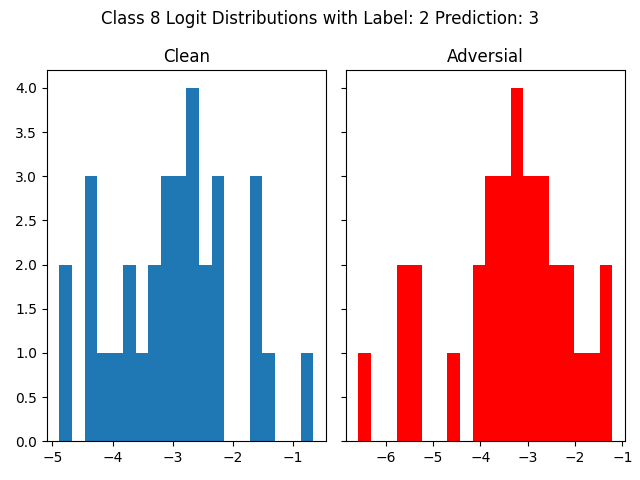 Class 8 Logit Distributions with Label: 2 Prediction: 3
Clean
Adversial
4.0
3.5
3.0
2.5
2.0
1.5
1.0
0.5
0.0
−5 −4 −3 −2 −1
−6 −5 −4 −3 −2 −1